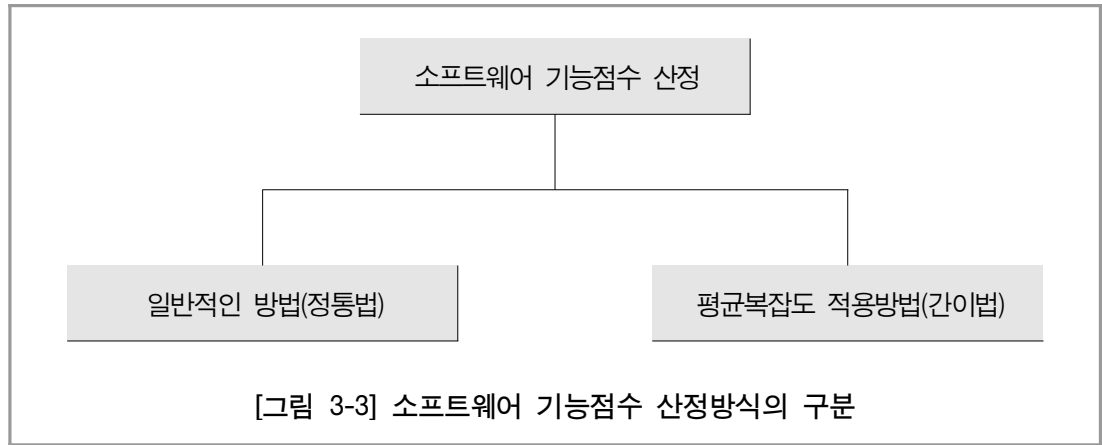 소프트웨어 기능점수 산정
일반적인 방법(정통법)
평균복잡도 적용방법(간이법)
[그림 3-3] 소프트웨어 기능점수 산정방식의 구분